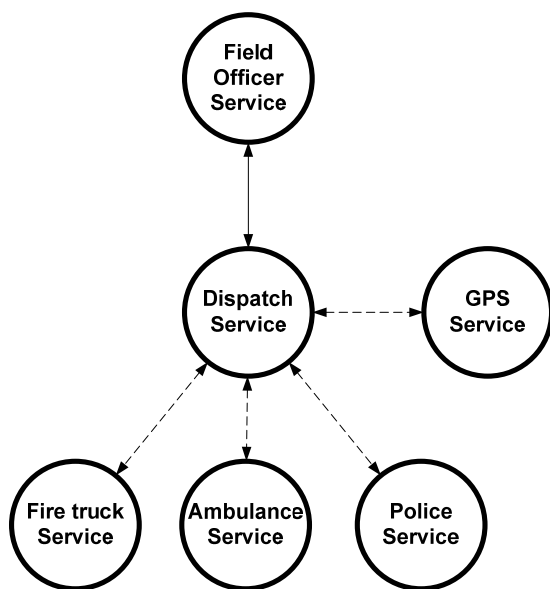 Field
Officer
Service
Dispatch
Service
GPS
Service
Fire truck
Service
Ambulance
Service
Police
Service